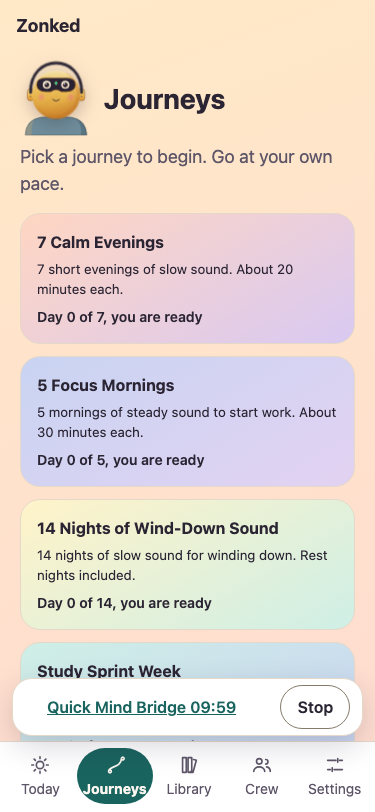 Zonked
Journeys
Pick a journey to begin. Go at your own
pace.
7 Calm Evenings
7 short evenings of slow sound. About 20
minutes each.
Day 0 of 7, you are ready
5 Focus Mornings
5 mornings of steady sound to start work. About
30 minutes each.
Day 0 of 5, you are ready
14 Nights of Wind-Down Sound
14 nights of slow sound for winding down. Rest
nights included.
Day 0 of 14, you are ready
Study Sprint Week
Quick Mind Bridge 09:59
Stop
Today
Journeys
Library
Crew
Settings